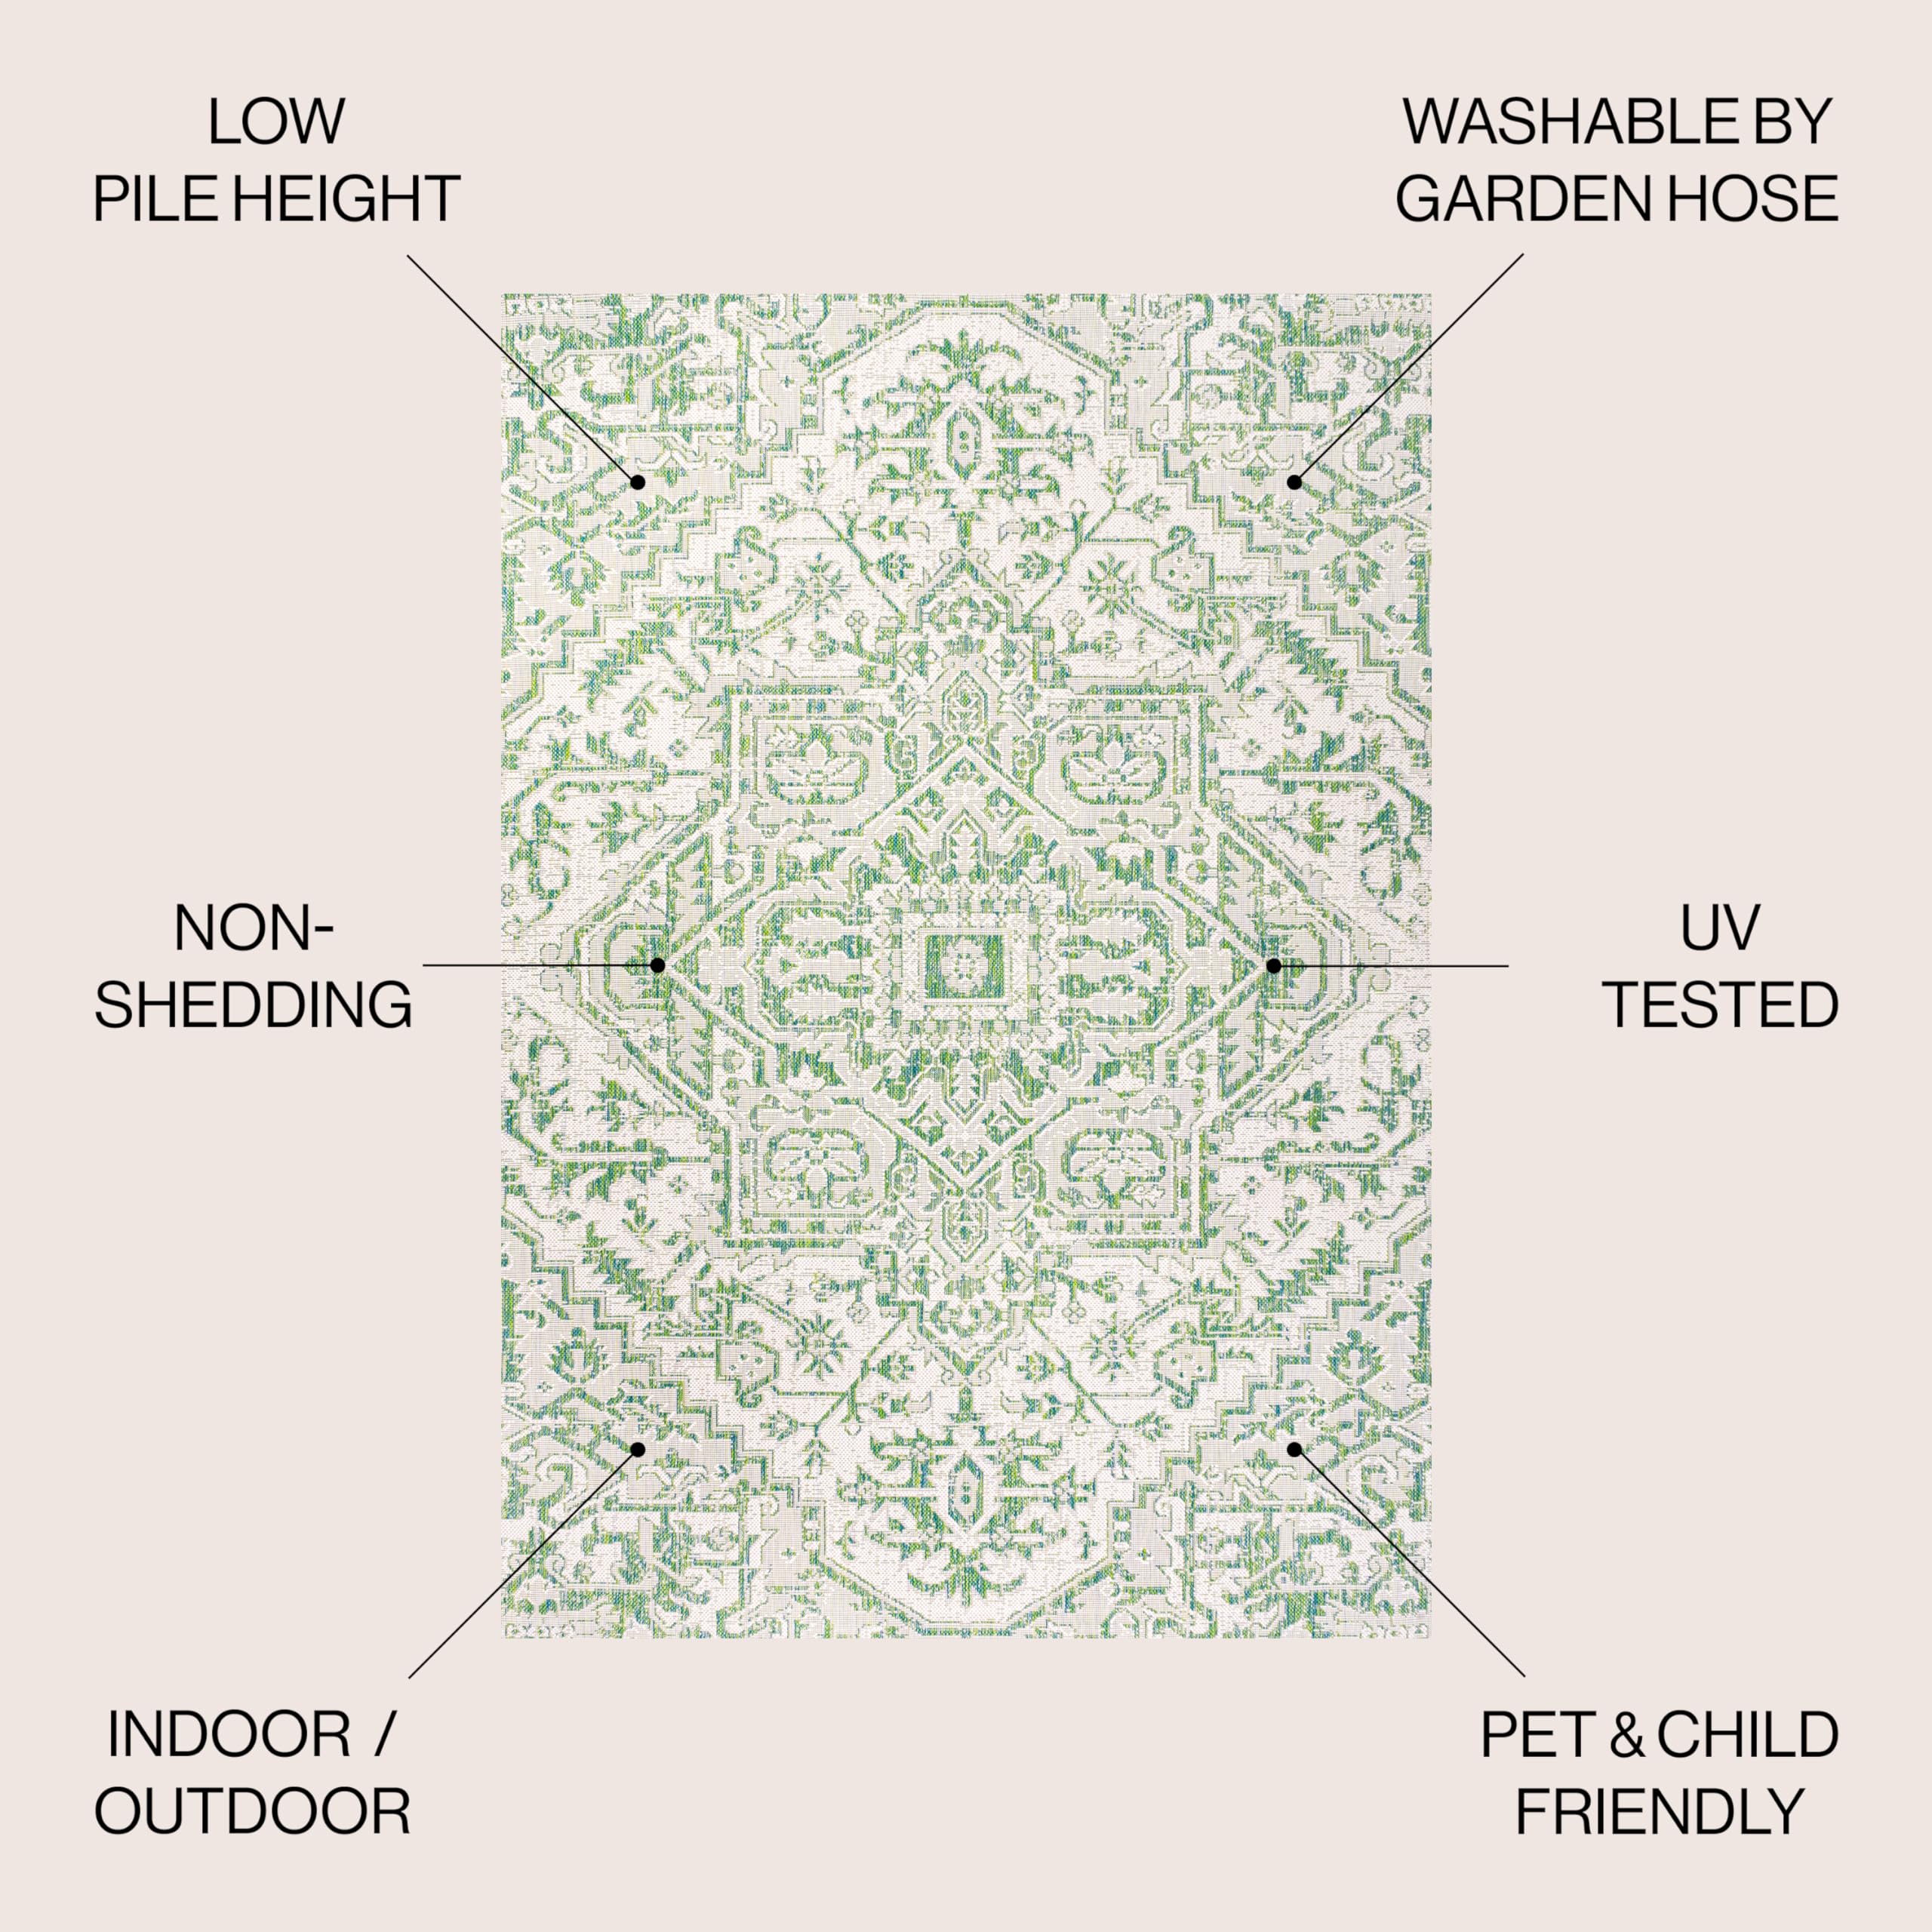 LOW
PILE HEIGHT
WASHABLE BY
GARDEN HOSE
NON-
SHEDDING
UV
TESTED
INDOOR /
OUTDOOR
PET & CHILD
FRIENDLY